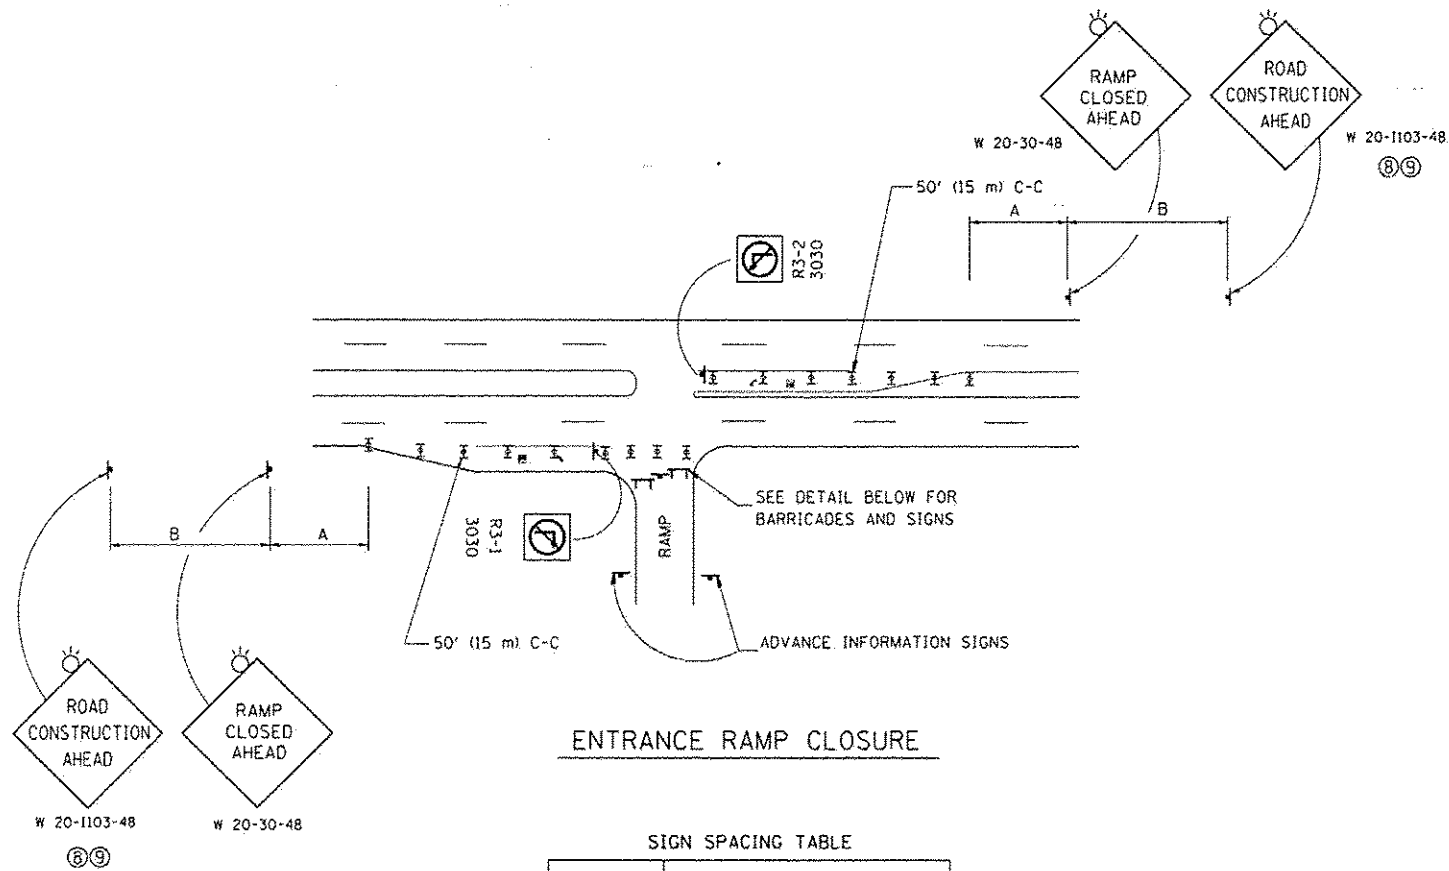 RAMP
CLOSED
AHEAD
W 20-30-48
ROAD
CONSTRUCTION
AHEAD
W 20-1103-48
⑧⑨
50' (15 m) C-C
A
B
R3-2
3030
B
A
R3-1
3030
RAMP
SEE DETAIL BELOW FOR
BARRICADES AND SIGNS
50' (15 m) C-C
ADVANCE INFORMATION SIGNS
ROAD
CONSTRUCTION
AHEAD
W 20-1103-48
⑧⑨
RAMP
CLOSED
AHEAD
W 20-30-48
ENTRANCE RAMP CLOSURE
SIGN SPACING TABLE